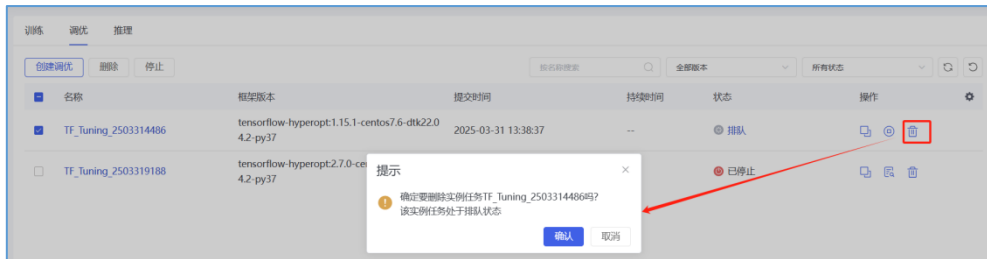 训练 调优 推理
创建调优 删除 停止 按名称搜索 全部版本 所有状态
名称 框架版本 提交时间 持续时间 状态 操作
TF_Tuning_2503314486 tensorflow-hyperopt:1.15.1-centos7.6-dtk22.0 2025-03-31 13:38:37 -- 排队
4.2-py37
TF_Tuning_2503319188 tensorflow-hyperopt:2.7.0-ce 已停止
4.2-py37
提示
确定要删除实例任务TF_Tuning_2503314486吗?
该实例任务处于排队状态
确认 取消